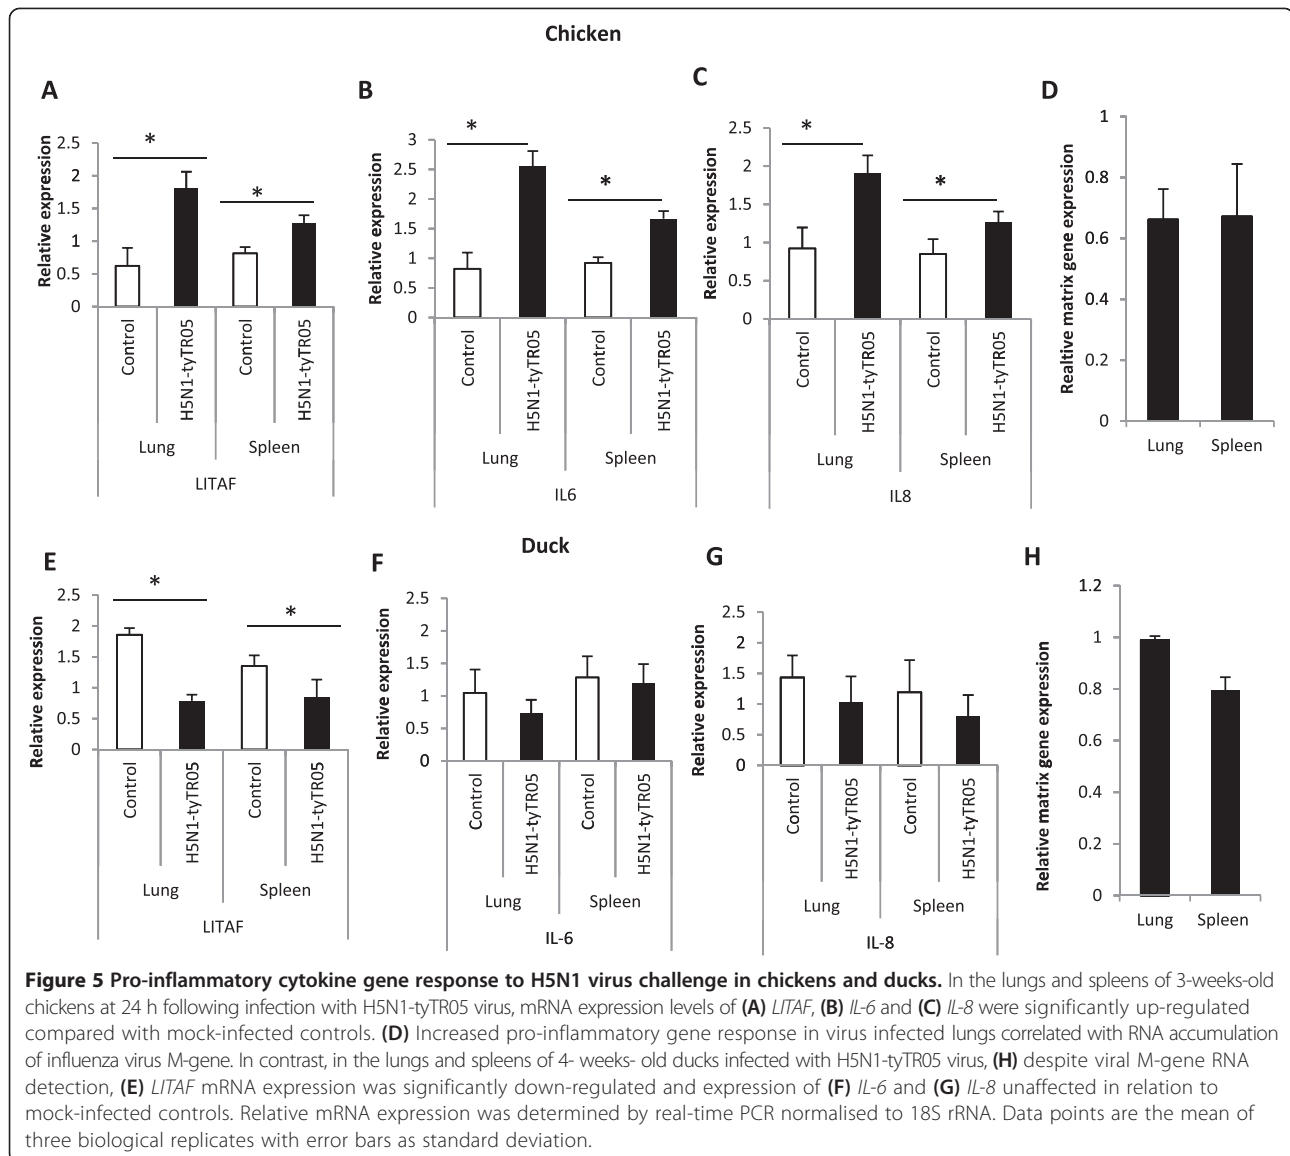 Chicken
A
*
*
Relative expression
2.5
2
1.5
1
0.5
0
Control
H5N1-tyTR05
Control
H5N1-tyTR05
Lung
Spleen
LITAF
B
*
*
Relative expression
3
2.5
2
1.5
1
0.5
0
Control
H5N1-tyTR05
Control
H5N1-tyTR05
Lung
Spleen
IL6
C
*
*
Relative expression
2.5
2
1.5
1
0.5
0
Control
H5N1-tyTR05
Control
H5N1-tyTR05
Lung
Spleen
IL8
D
Realtive matrix gene expression
1
0.8
0.6
0.4
0.2
0
Lung
Spleen
Duck
E
*
*
Relative expression
2.5
2
1.5
1
0.5
0
Control
H5N1-tyTR05
Control
H5N1-tyTR05
Lung
Spleen
LITAF
F
Relative expression
2.5
2
1.5
1
0.5
0
Control
H5N1-tyTR05
Control
H5N1-tyTR05
Lung
Spleen
IL-6
G
Relative expression
2.5
2
1.5
1
0.5
0
Control
H5N1-tyTR05
Control
H5N1-tyTR05
Lung
Spleen
IL-8
H
Relative matrix gene expression
1.2
1
0.8
0.6
0.4
0.2
0
Lung
Spleen
Figure 5 Pro-inflammatory cytokine gene response to H5N1 virus challenge in chickens and ducks. In the lungs and spleens of 3-weeks-old
chickens at 24 h following infection with H5N1-tyTR05 virus, mRNA expression levels of (A) LITAF, (B) IL-6 and (C) IL-8 were significantly up-regulated
compared with mock-infected controls. (D) Increased pro-inflammatory gene response in virus infected lungs correlated with RNA accumulation
of influenza virus M-gene. In contrast, in the lungs and spleens of 4- weeks- old ducks infected with H5N1-tyTR05 virus, (H) despite viral M-gene RNA
detection, (E) LITAF mRNA expression was significantly down-regulated and expression of (F) IL-6 and (G) IL-8 unaffected in relation to
mock-infected controls. Relative mRNA expression was determined by real-time PCR normalised to 18S rRNA. Data points are the mean of
three biological replicates with error bars as standard deviation.